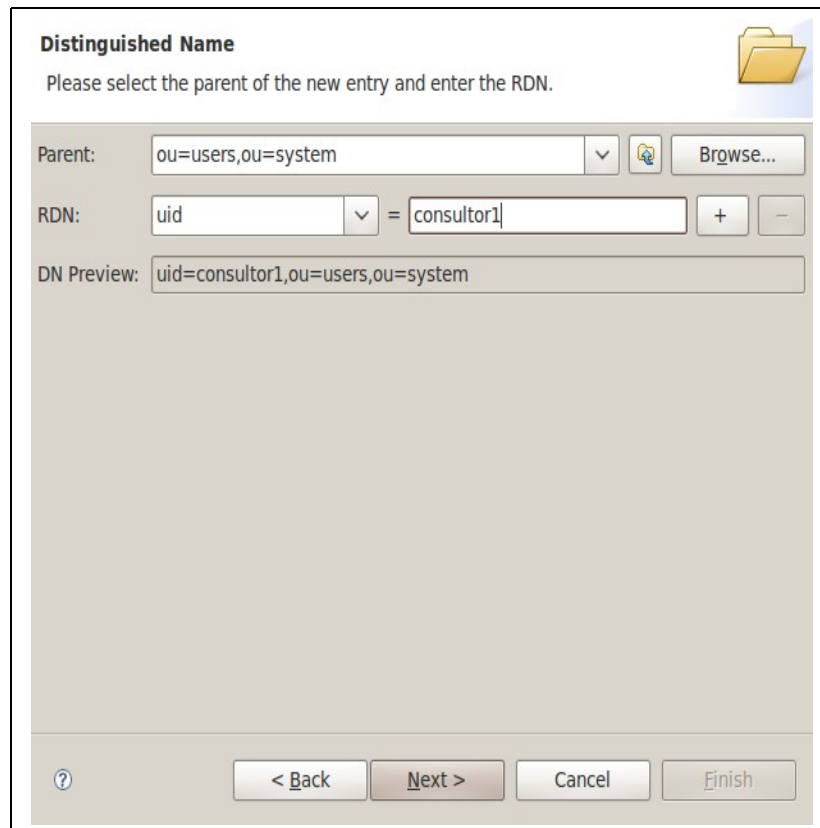 Distinguished Name
Please select the parent of the new entry and enter the RDN.
Parent: ou=users,ou=system Browse...
RDN: uid = consultor1 + −
DN Preview: uid=consultor1,ou=users,ou=system
? < Back Next > Cancel Finish